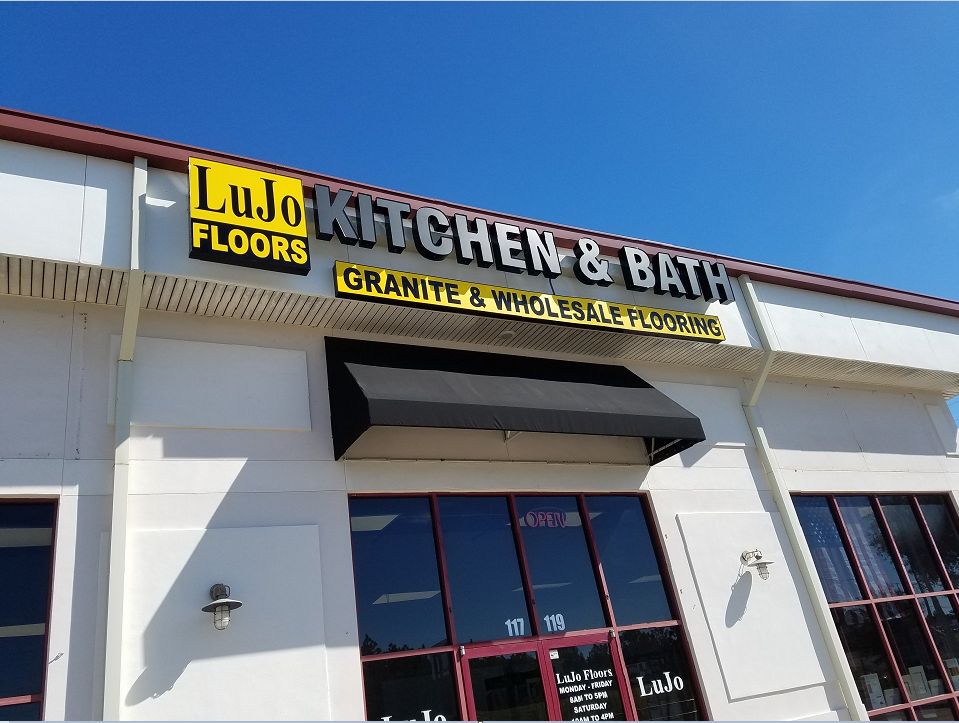 LuJo
FLOORS
KITCHEN & BATH
GRANITE & WHOLESALE FLOORING
OPEN
117 119
LuJo Floors
MONDAY - FRIDAY
8AM TO 5PM
SATURDAY
10AM TO 4PM
LuJo
LuJo